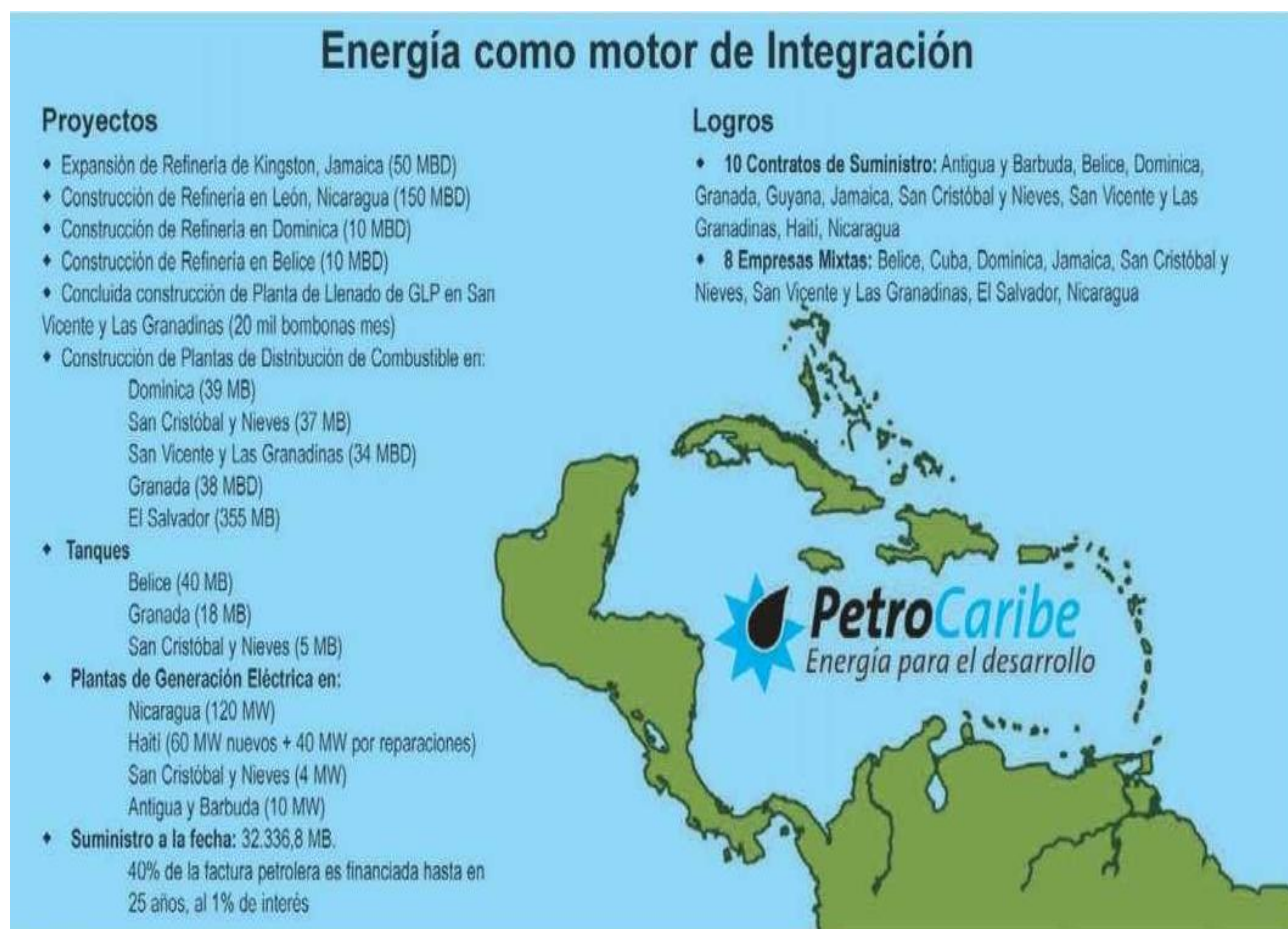 Energía como motor de Integración
Proyectos
◆ Expansión de Refinería de Kingston, Jamaica (50 MBD)
◆ Construcción de Refinería en León, Nicaragua (150 MBD)
◆ Construcción de Refinería en Dominica (10 MBD)
◆ Construcción de Refinería en Belice (10 MBD)
◆ Concluida construcción de Planta de Llenado de GLP en San
Vicente y Las Granadinas (20 mil bombonas mes)
◆ Construcción de Plantas de Distribución de Combustible en:
Dominica (39 MB)
San Cristóbal y Nieves (37 MB)
San Vicente y Las Granadinas (34 MBD)
Granada (38 MBD)
El Salvador (355 MB)
◆ Tanques
Belice (40 MB)
Granada (18 MB)
San Cristóbal y Nieves (5 MB)
◆ Plantas de Generación Eléctrica en:
Nicaragua (120 MW)
Haití (60 MW nuevos + 40 MW por reparaciones)
San Cristóbal y Nieves (4 MW)
Antigua y Barbuda (10 MW)
◆ Suministro a la fecha: 32.336,8 MB.
40% de la factura petrolera es financiada hasta en
25 años, al 1% de interés
Logros
◆ 10 Contratos de Suministro: Antigua y Barbuda, Belice, Dominica,
Granada, Guyana, Jamaica, San Cristóbal y Nieves, San Vicente y Las
Granadinas, Haití, Nicaragua
◆ 8 Empresas Mixtas: Belice, Cuba, Dominica, Jamaica, San Cristóbal y
Nieves, San Vicente y Las Granadinas, El Salvador, Nicaragua
PetroCaribe
Energía para el desarrollo